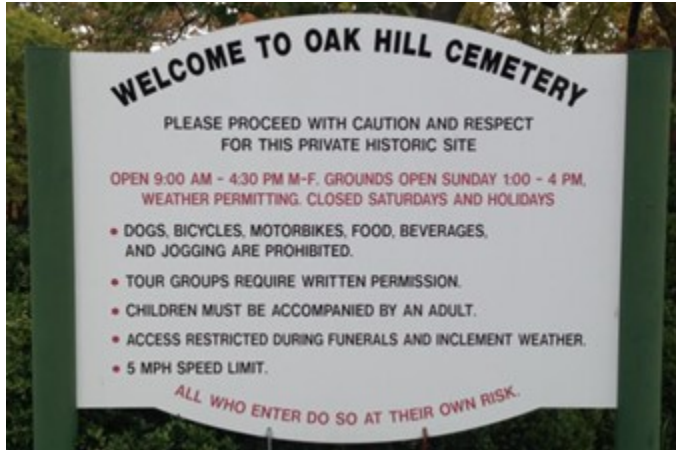 WELCOME TO OAK HILL CEMETERY
PLEASE PROCEED WITH CAUTION AND RESPECT
FOR THIS PRIVATE HISTORIC SITE
OPEN 9:00 AM - 4:30 PM M-F. GROUNDS OPEN SUNDAY 1:00 - 4 PM,
WEATHER PERMITTING. CLOSED SATURDAYS AND HOLIDAYS
• DOGS, BICYCLES, MOTORBIKES, FOOD, BEVERAGES,
AND JOGGING ARE PROHIBITED.
• TOUR GROUPS REQUIRE WRITTEN PERMISSION.
• CHILDREN MUST BE ACCOMPANIED BY AN ADULT.
• ACCESS RESTRICTED DURING FUNERALS AND INCLEMENT WEATHER.
• 5 MPH SPEED LIMIT.
ALL WHO ENTER DO SO AT THEIR OWN RISK.